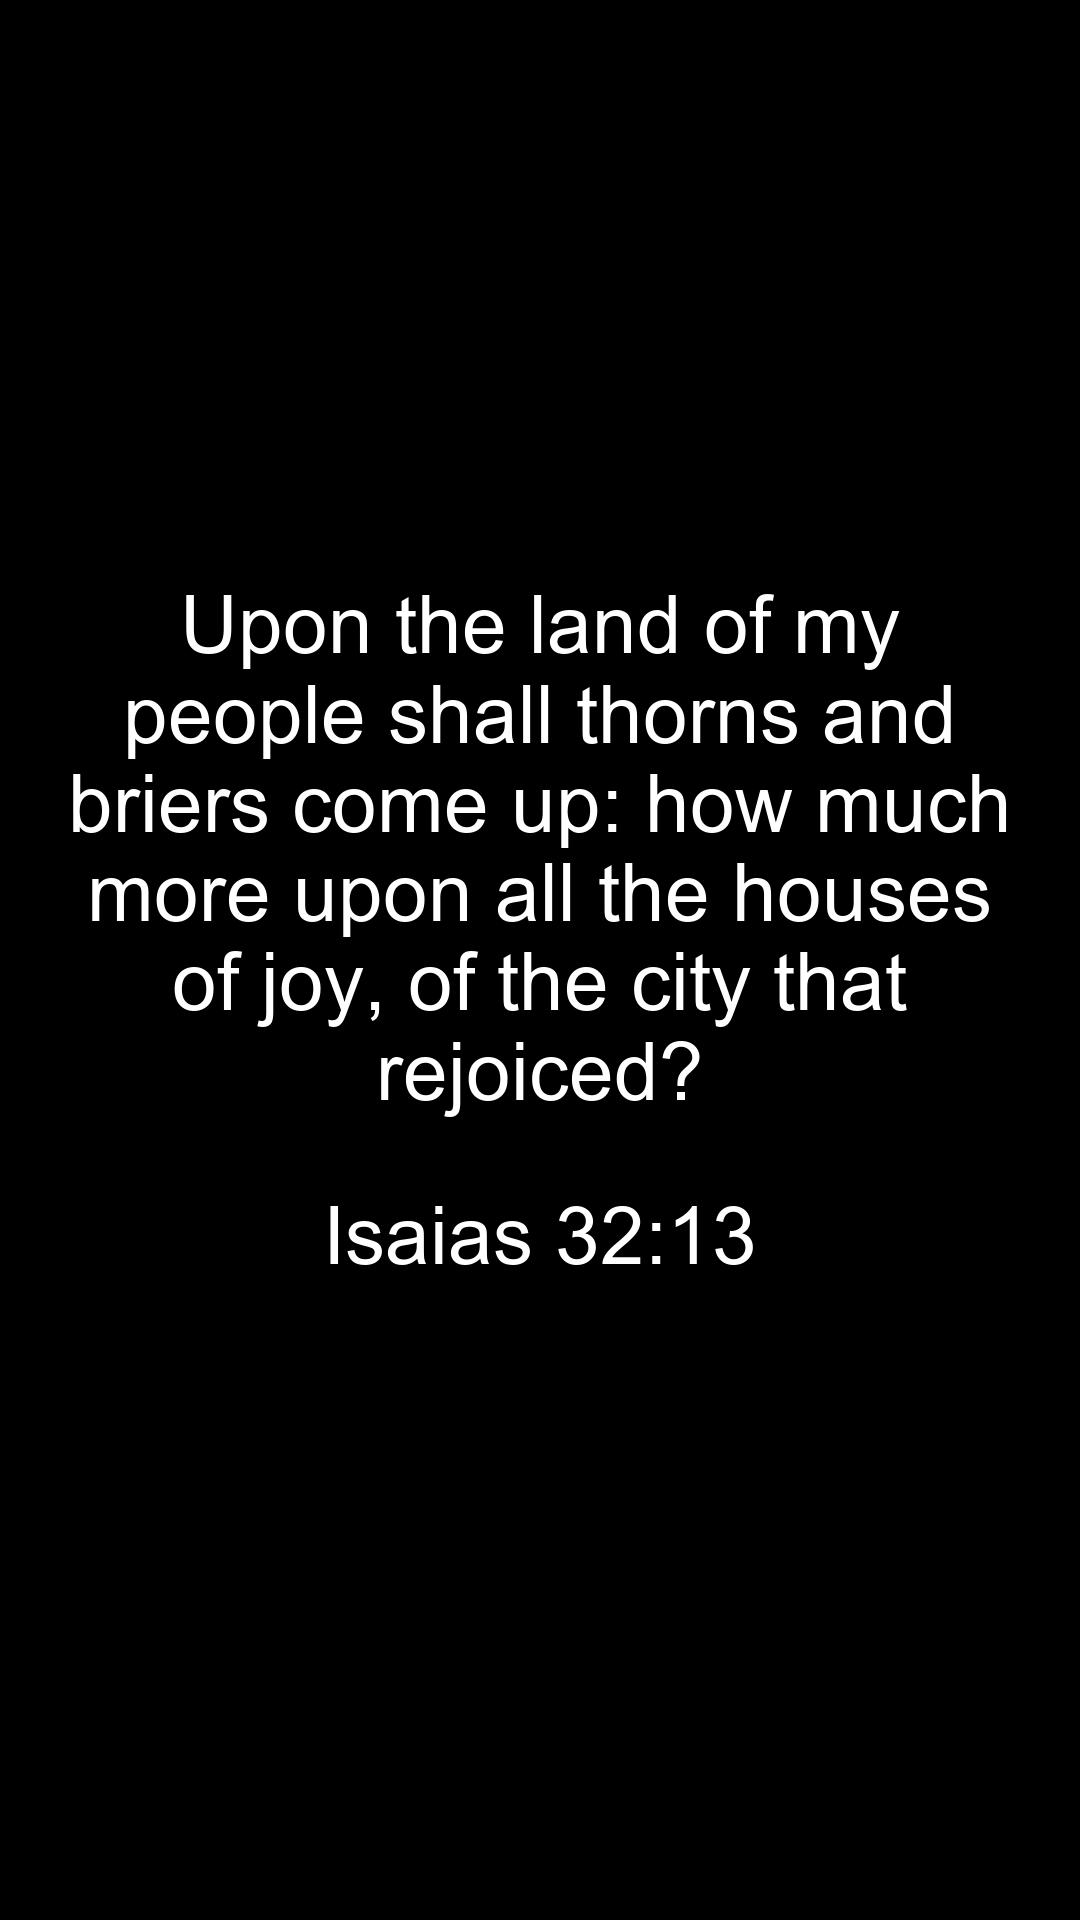 Upon the land of my
people shall thorns and
briers come up: how much
more upon all the houses
of joy, of the city that
rejoiced?
Isaias 32:13